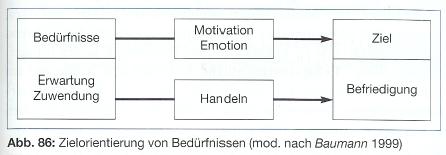 Bedürfnisse
Motivation
Emotion
Ziel
Erwartung
Zuwendung
Handeln
Befriedigung
Abb. 86: Zielorientierung von Bedürfnissen (mod. nach Baumann 1999)